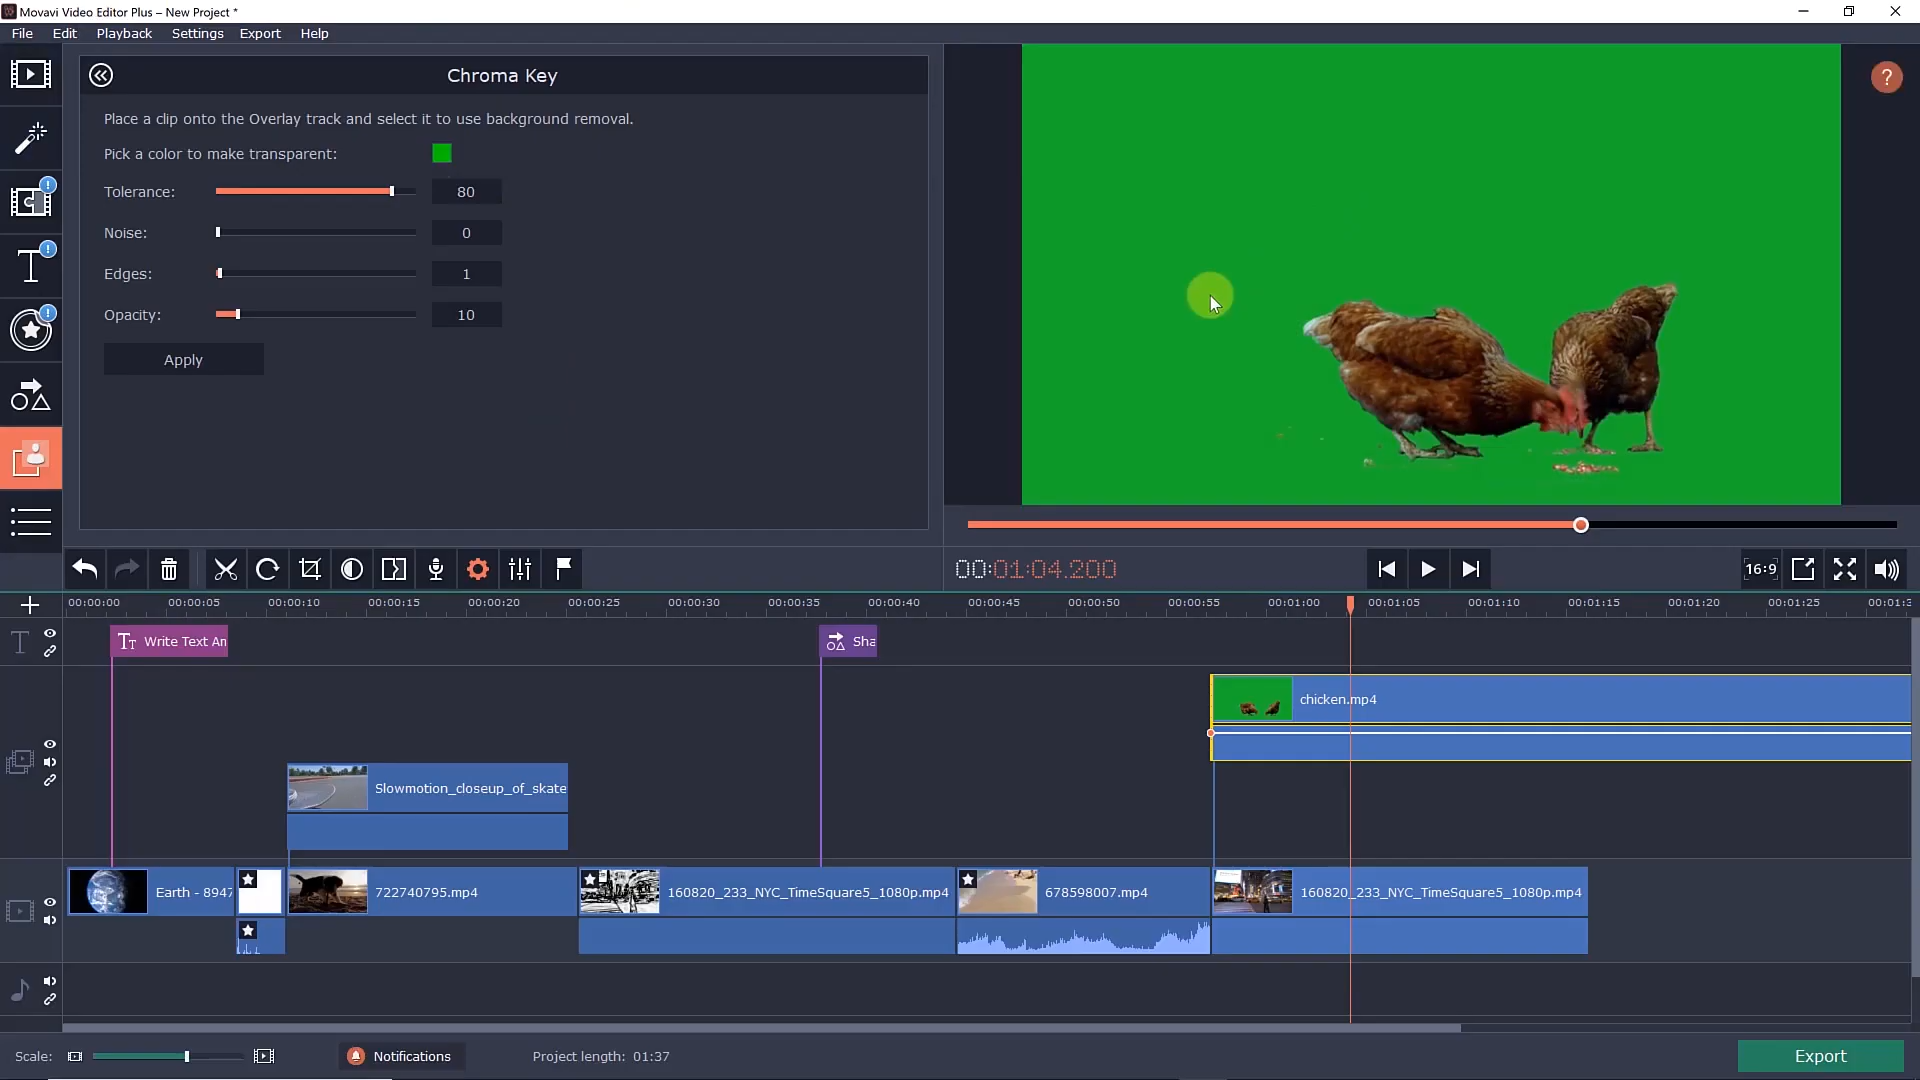 Movavi Video Editor Plus – New Project *
File Edit Playback Settings Export Help
Chroma Key
?
Place a clip onto the Overlay track and select it to use background removal.
Pick a color to make transparent:
Tolerance: 80
Noise: 0
Edges: 1
Opacity: 10
Apply
00:01:04.200
16:9
00:00:00 00:00:05 00:00:10 00:00:15 00:00:20 00:00:25 00:00:30 00:00:35 00:00:40 00:00:45 00:00:50 00:00:55 00:01:00 00:01:05 00:01:10 00:01:15 00:01:20 00:01:25 00:01:3
Write Text An
Sha
chicken.mp4
Slowmotion_closeup_of_skate
Earth - 8947
722740795.mp4
160820_233_NYC_TimeSquare5_1080p.mp4
678598007.mp4
160820_233_NYC_TimeSquare5_1080p.mp4
Scale:
Notifications
Project length: 01:37
Export